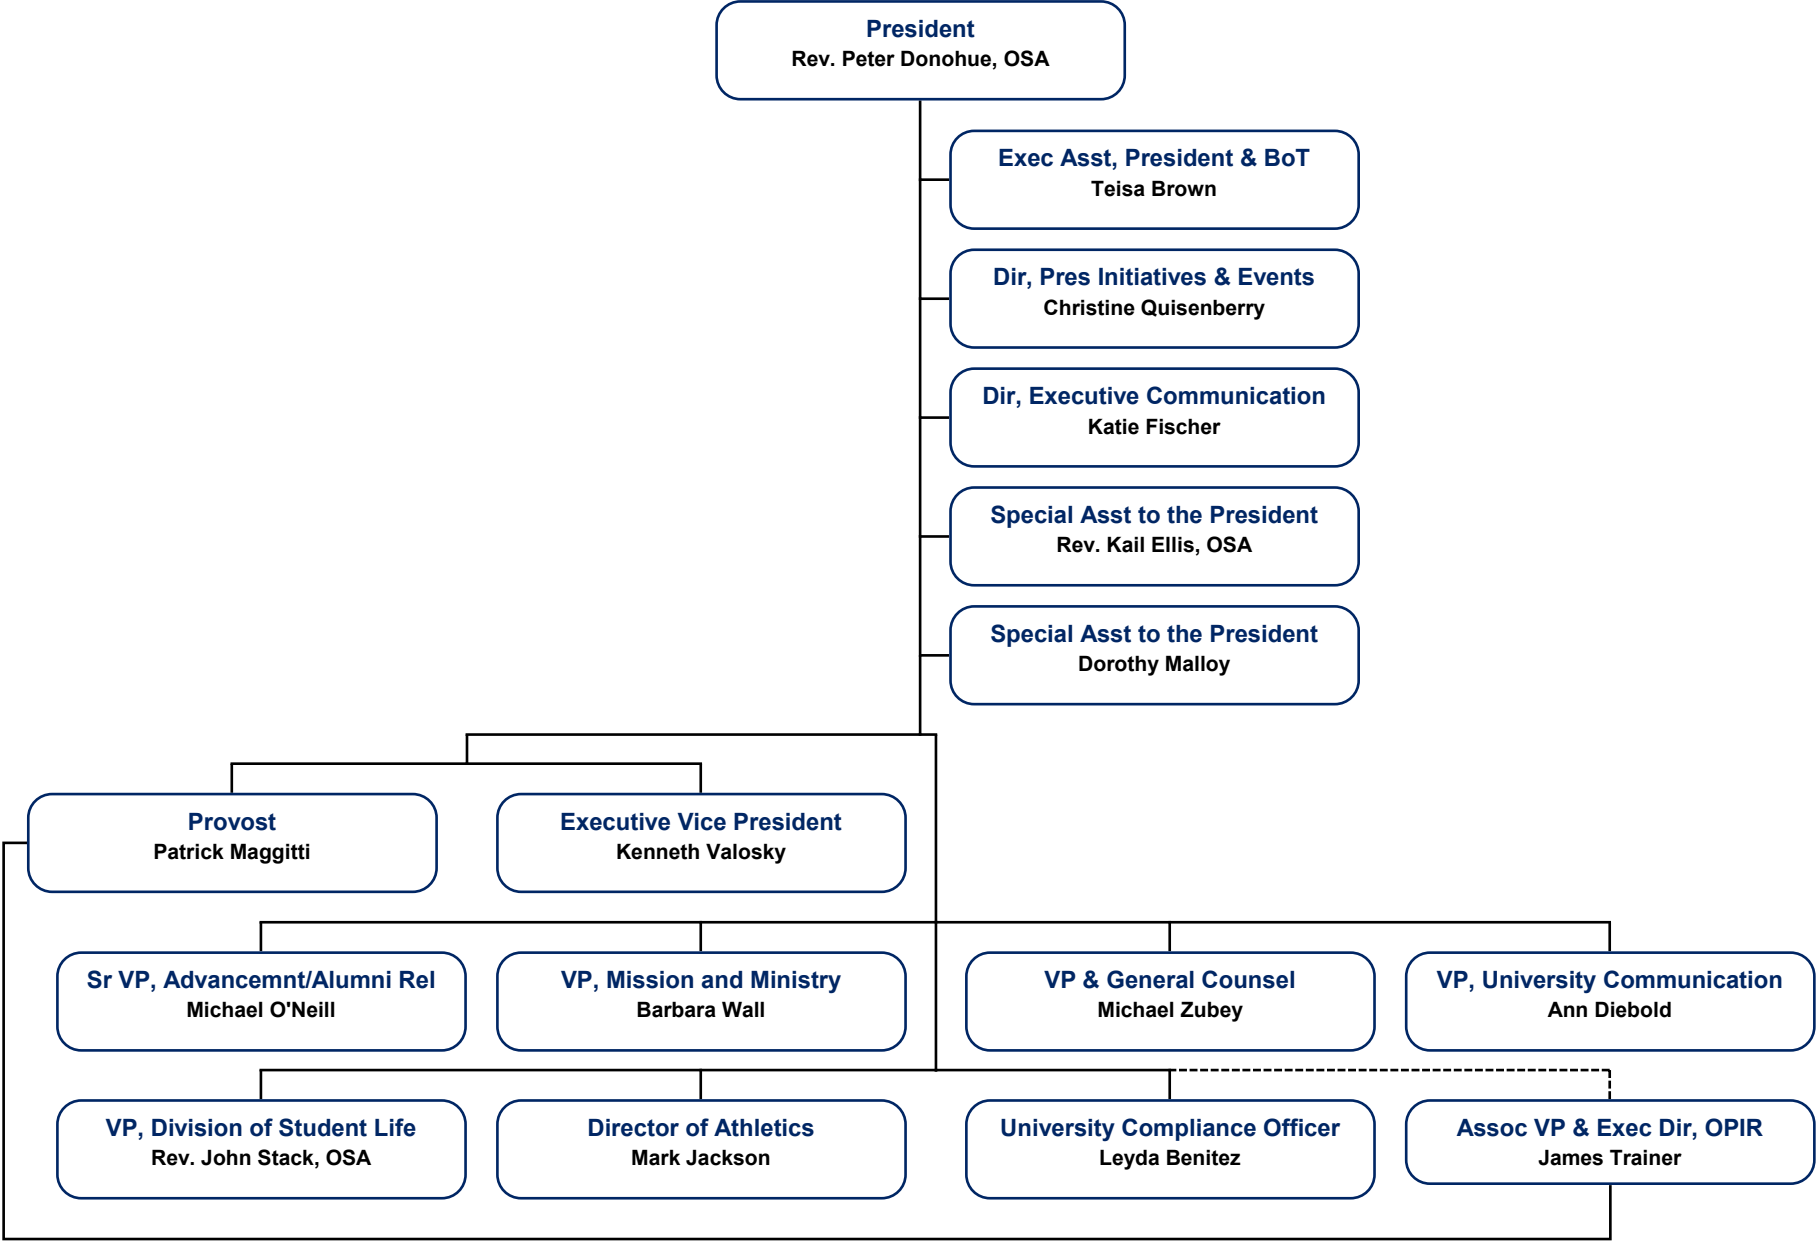 President
Rev. Peter Donohue, OSA
Exec Asst, President & BoT
Teisa Brown
Dir, Pres Initiatives & Events
Christine Quisenberry
Dir, Executive Communication
Katie Fischer
Special Asst to the President
Rev. Kail Ellis, OSA
Special Asst to the President
Dorothy Malloy
Provost
Patrick Maggitti
Executive Vice President
Kenneth Valosky
Sr VP, Advancemnt/Alumni Rel
Michael O'Neill
VP, Mission and Ministry
Barbara Wall
VP & General Counsel
Michael Zubey
VP, University Communication
Ann Diebold
VP, Division of Student Life
Rev. John Stack, OSA
Director of Athletics
Mark Jackson
University Compliance Officer
Leyda Benitez
Assoc VP & Exec Dir, OPIR
James Trainer